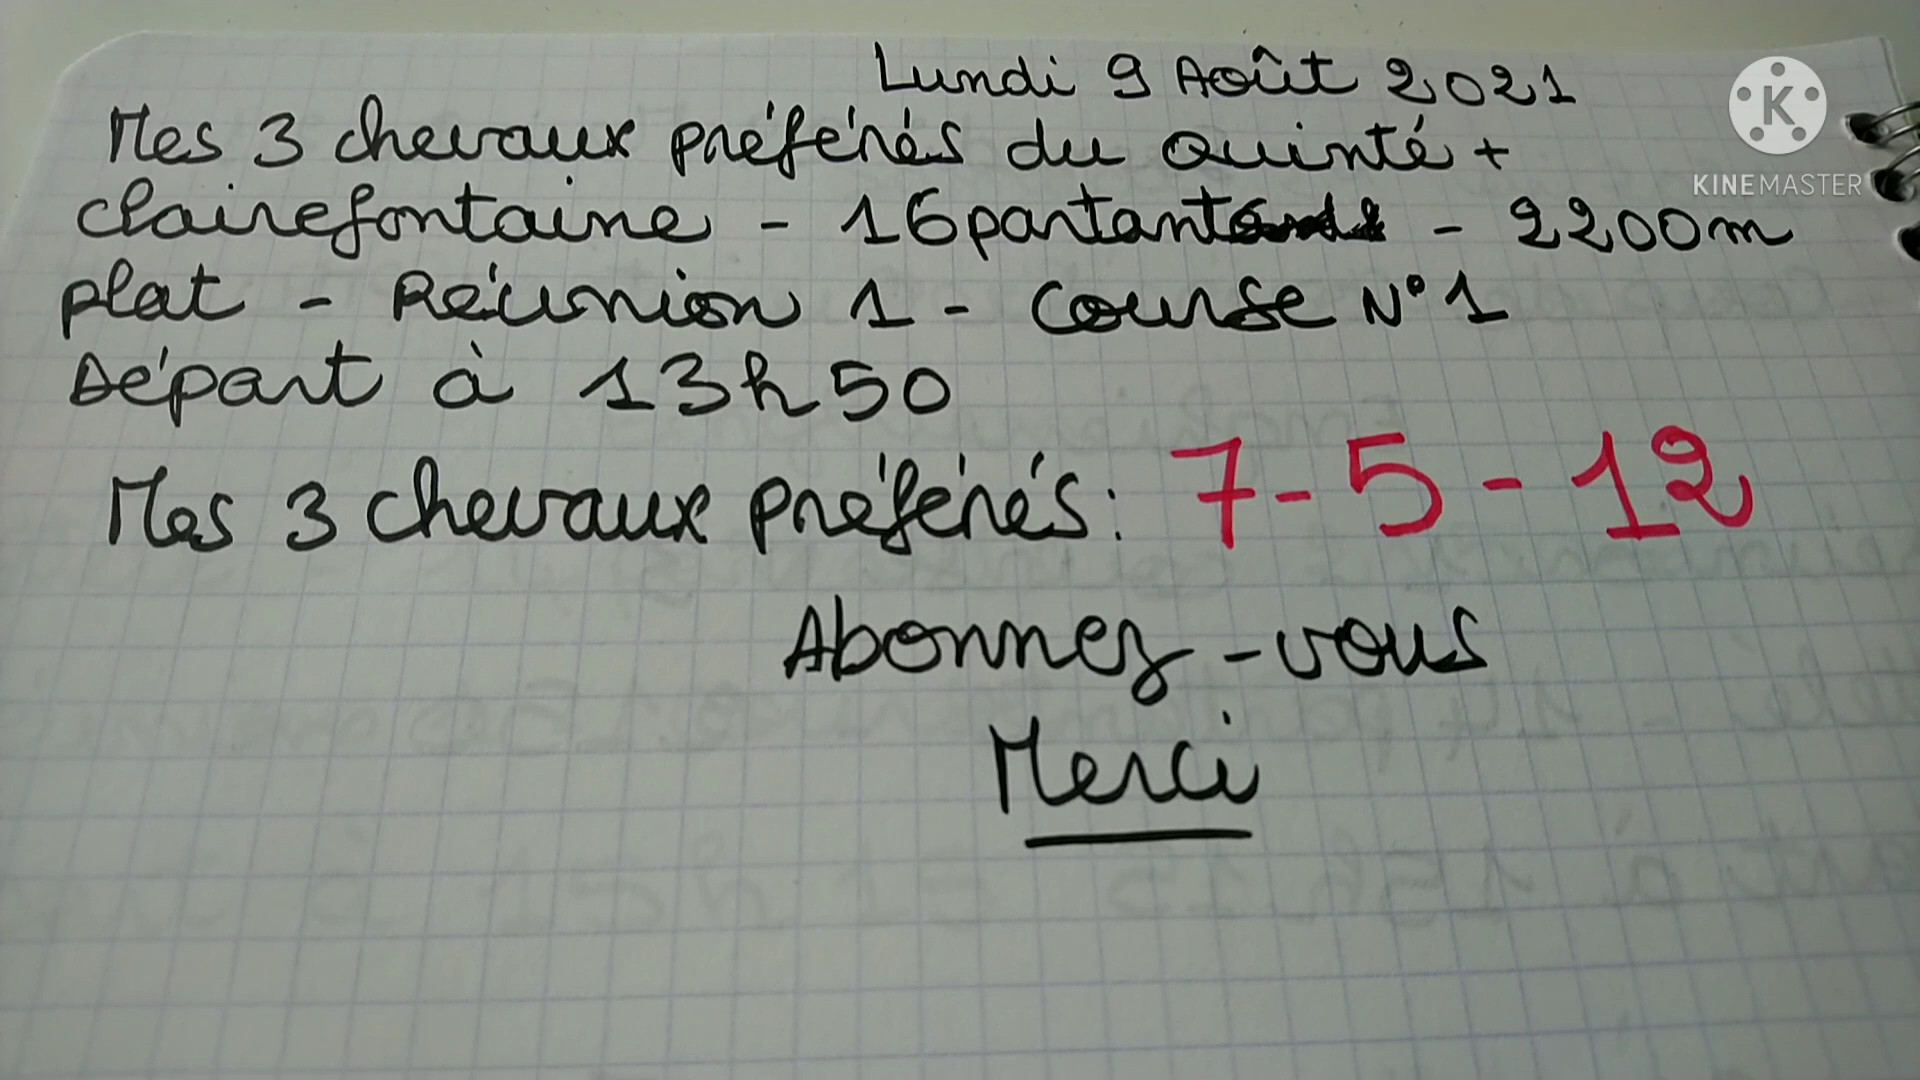 Lundi 9 Août 2021
Mes 3 chevaux préférés du Quinté +
KINEMASTER
Clairefontaine - 16 partants - 2200m
plat - Réunion 1 - Course N°1
Départ à 13h50
Mes 3 chevaux préférés: 7 - 5 - 12
Abonnez-vous
Merci